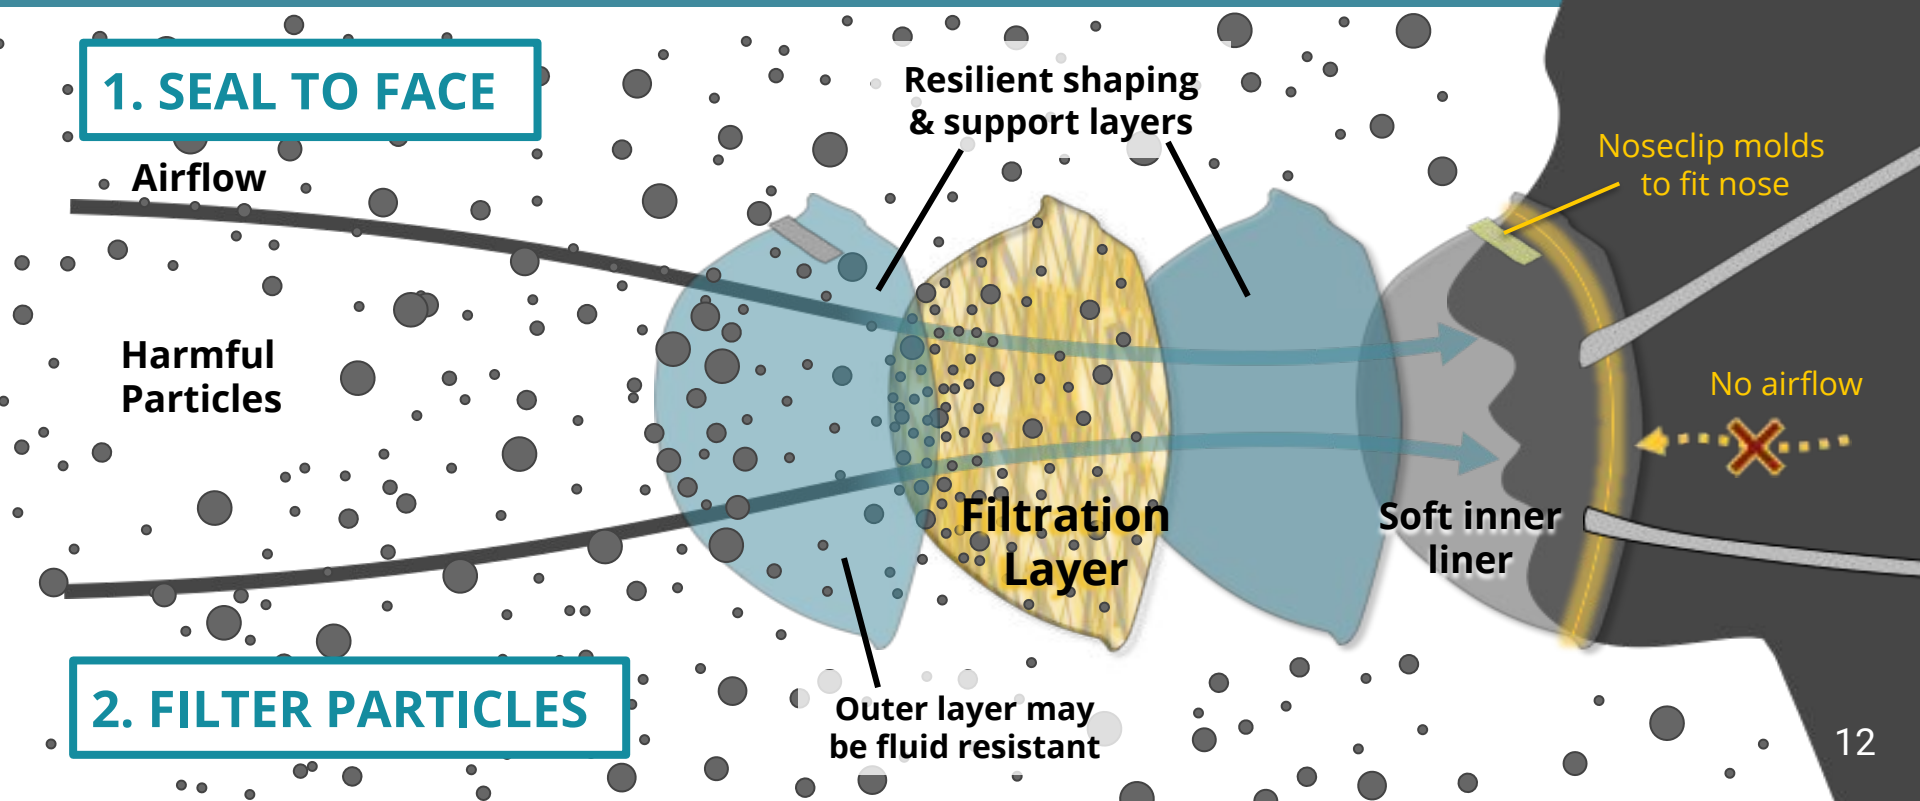 1. SEAL TO FACE
Airflow
Resilient shaping
& support layers
Noseclip molds
to fit nose
Harmful
Particles
No airflow
Filtration
Layer
Soft inner
liner
2. FILTER PARTICLES
Outer layer may
be fluid resistant
12